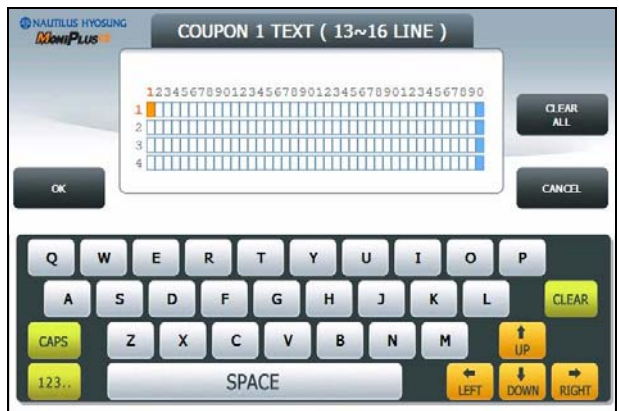 NAUTILUS HYOSUNG
MoniPlus
COUPON 1 TEXT ( 13~16 LINE )
1234567890123456789012345678901234567890
1
2
3
4
CLEAR ALL
OK
CANCEL
Q W E R T Y U I O P
A S D F G H J K L CLEAR
CAPS Z X C V B N M UP
123.. SPACE LEFT DOWN RIGHT